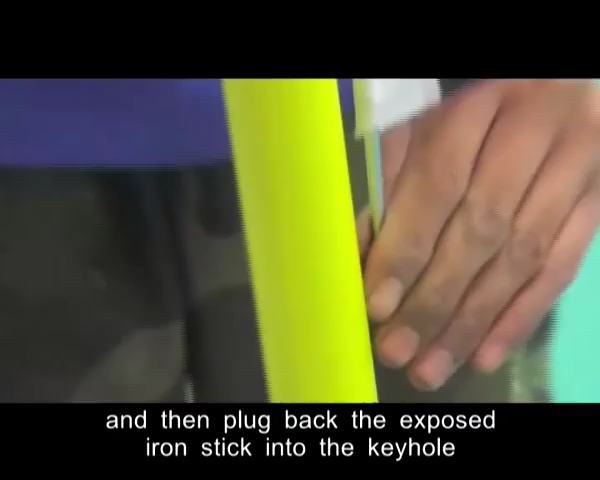 and then plug back the exposed
iron stick into the keyhole